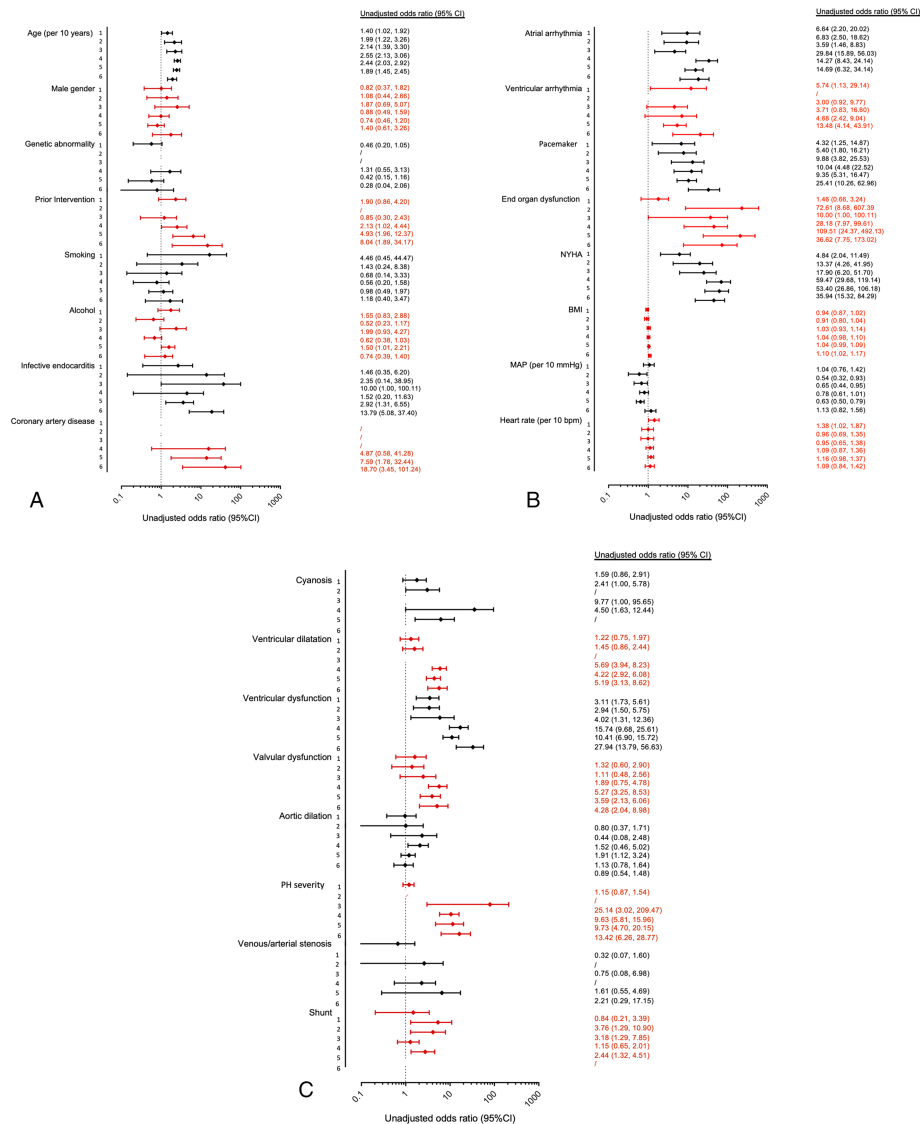 Unadjusted odds ratio (95% CI)
Age (per 10 years)
1 1.40 (1.02, 1.92)
2 1.99 (1.22, 3.26)
3 2.14 (1.39, 3.30)
4 2.55 (2.13, 3.06)
5 2.44 (2.03, 2.92)
6 1.89 (1.45, 2.45)
Male gender
1 0.82 (0.37, 1.82)
2 1.08 (0.44, 2.66)
3 1.87 (0.69, 5.07)
4 0.86 (0.49, 1.59)
5 0.74 (0.46, 1.20)
6 1.40 (0.61, 3.26)
Genetic abnormality
1 0.46 (0.20, 1.05)
2 /
3 /
4 1.31 (0.55, 3.13)
5 0.42 (0.15, 1.16)
6 0.28 (0.04, 2.06)
Prior Intervention
1 1.90 (0.86, 4.20)
2 /
3 0.85 (0.30, 2.43)
4 2.13 (1.02, 4.44)
5 4.93 (1.96, 12.37)
6 8.04 (1.89, 34.17)
Smoking
1 4.46 (0.45, 44.47)
2 1.43 (0.24, 8.38)
3 0.68 (0.14, 3.33)
4 0.56 (0.20, 1.58)
5 0.98 (0.49, 1.97)
6 1.18 (0.40, 3.47)
Alcohol
1 1.55 (0.83, 2.88)
2 0.52 (0.23, 1.17)
3 1.99 (0.93, 4.27)
4 0.62 (0.38, 1.03)
5 1.50 (1.01, 2.21)
6 0.74 (0.39, 1.40)
Infective endocarditis
1 1.46 (0.35, 6.20)
2 2.35 (0.14, 38.95)
3 10.00 (1.00, 100.11)
4 1.52 (0.20, 11.63)
5 2.92 (1.31, 6.55)
6 13.79 (5.08, 37.40)
Coronary artery disease
1 /
2 /
3 /
4 4.87 (0.58, 41.28)
5 7.59 (1.78, 32.44)
6 18.70 (3.45, 101.24)
0.1 1 10 100 1000
Unadjusted odds ratio (95%CI)
A
Unadjusted odds ratio (95% CI)
Atrial arrhythmia
1 6.64 (2.20, 20.02)
2 6.83 (2.50, 18.62)
3 3.59 (1.46, 8.83)
4 29.84 (15.89, 56.03)
5 14.27 (8.43, 24.14)
6 14.69 (6.32, 34.14)
Ventricular arrhythmia
1 5.74 (1.13, 29.14)
2 /
3 3.00 (0.92, 9.77)
4 3.71 (0.83, 16.60)
5 4.68 (2.42, 9.04)
6 13.48 (4.14, 43.91)
Pacemaker
1 4.32 (1.25, 14.87)
2 5.40 (1.80, 16.21)
3 9.88 (3.82, 25.53)
4 10.04 (4.48, 22.52)
5 9.35 (5.31, 16.47)
6 25.41 (10.26, 62.96)
End organ dysfunction
1 1.46 (0.66, 3.24)
2 72.61 (8.68, 607.39
3 10.00 (1.00, 100.11)
4 28.18 (7.97, 99.61)
5 109.51 (24.37, 492.13)
6 36.62 (7.75, 173.02)
NYHA
1 4.84 (2.04, 11.49)
2 13.37 (4.26, 41.95)
3 17.90 (6.20, 51.70)
4 59.47 (29.68, 119.14)
5 53.40 (26.86, 106.18)
6 35.94 (15.32, 84.29)
BMI
1 0.94 (0.87, 1.02)
2 0.91 (0.80, 1.04)
3 1.03 (0.93, 1.14)
4 1.04 (0.98, 1.10)
5 1.04 (0.99, 1.09)
6 1.10 (1.02, 1.17)
MAP (per 10 mmHg)
1 1.04 (0.76, 1.42)
2 0.54 (0.32, 0.93)
3 0.65 (0.44, 0.95)
4 0.78 (0.61, 1.01)
5 0.63 (0.50, 0.79)
6 1.13 (0.82, 1.56)
Heart rate (per 10 bpm)
1 1.38 (1.02, 1.87)
2 0.96 (0.69, 1.35)
3 0.95 (0.65, 1.38)
4 1.09 (0.87, 1.36)
5 1.16 (0.98, 1.37)
6 1.09 (0.84, 1.42)
0.1 1 10 100 1000
Unadjusted odds ratio (95%CI)
B
Unadjusted odds ratio (95% CI)
Cyanosis
1 1.59 (0.86, 2.91)
2 2.41 (1.00, 5.78)
3 /
4 9.77 (1.00, 95.65)
5 4.50 (1.63, 12.44)
6 /
Ventricular dilatation
1 1.22 (0.75, 1.97)
2 1.45 (0.86, 2.44)
3 /
4 5.69 (3.94, 8.23)
5 4.22 (2.92, 6.08)
6 5.19 (3.13, 8.62)
Ventricular dysfunction
1 3.11 (1.73, 5.61)
2 2.94 (1.50, 5.75)
3 4.02 (1.31, 12.36)
4 15.74 (9.68, 25.61)
5 10.41 (6.90, 15.72)
6 27.94 (13.79, 56.63)
Valvular dysfunction
1 1.32 (0.60, 2.90)
2 1.11 (0.48, 2.56)
3 1.89 (0.75, 4.78)
4 5.27 (3.25, 8.53)
5 3.59 (2.13, 6.06)
6 4.28 (2.04, 8.98)
Aortic dilation
1 0.80 (0.37, 1.71)
2 0.44 (0.08, 2.48)
3 1.52 (0.46, 5.02)
4 1.91 (1.12, 3.24)
5 1.13 (0.78, 1.64)
6 0.89 (0.54, 1.48)
PH severity
1 1.15 (0.87, 1.54)
2 /
3 25.14 (3.02, 209.47)
4 9.63 (5.81, 15.96)
5 9.73 (4.70, 20.15)
6 13.42 (6.26, 28.77)
Venous/arterial stenosis
1 0.32 (0.07, 1.60)
2 /
3 0.75 (0.08, 6.98)
4 /
5 1.61 (0.55, 4.69)
6 2.21 (0.29, 17.15)
Shunt
1 0.84 (0.21, 3.39)
2 3.76 (1.29, 10.90)
3 3.18 (1.29, 7.85)
4 1.15 (0.65, 2.01)
5 2.44 (1.32, 4.51)
6 /
0.1 1 10 100 1000
Unadjusted odds ratio (95%CI)
C